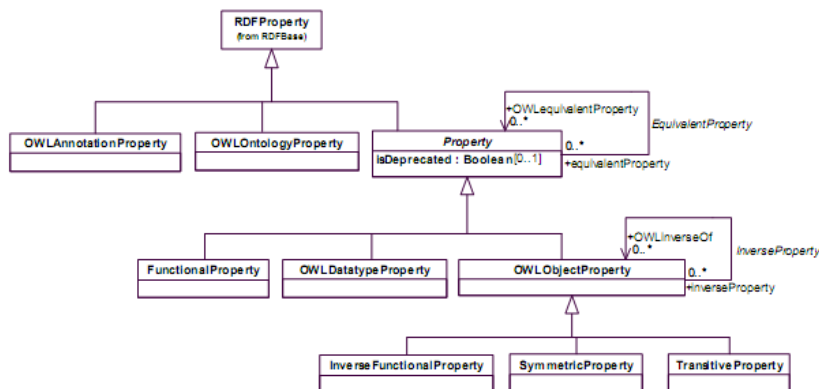 RDFProperty
(from RDFBase)
+OWLequivalentProperty
0..*
EquivalentProperty
OWLAnnotationProperty
OWLOntologyProperty
Property
isDeprecated : Boolean[0..1]
0..*
+equivalentProperty
+OWLInverseOf
0..*
InverseProperty
FunctionalProperty
OWLDatatypeProperty
OWLObjectProperty
0..*
+inverseProperty
InverseFunctionalProperty
SymmetricProperty
TransitiveProperty